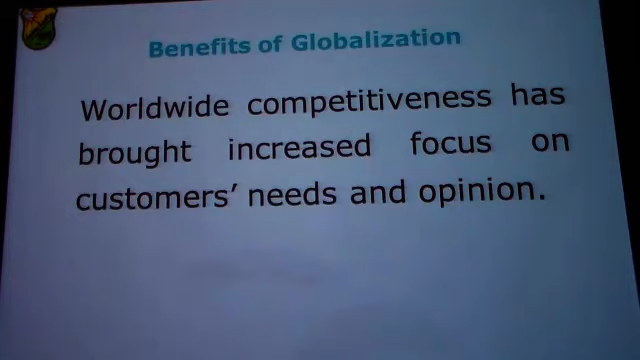 Benefits of Globalization
Worldwide competitiveness has
brought increased focus on
customers’ needs and opinion.